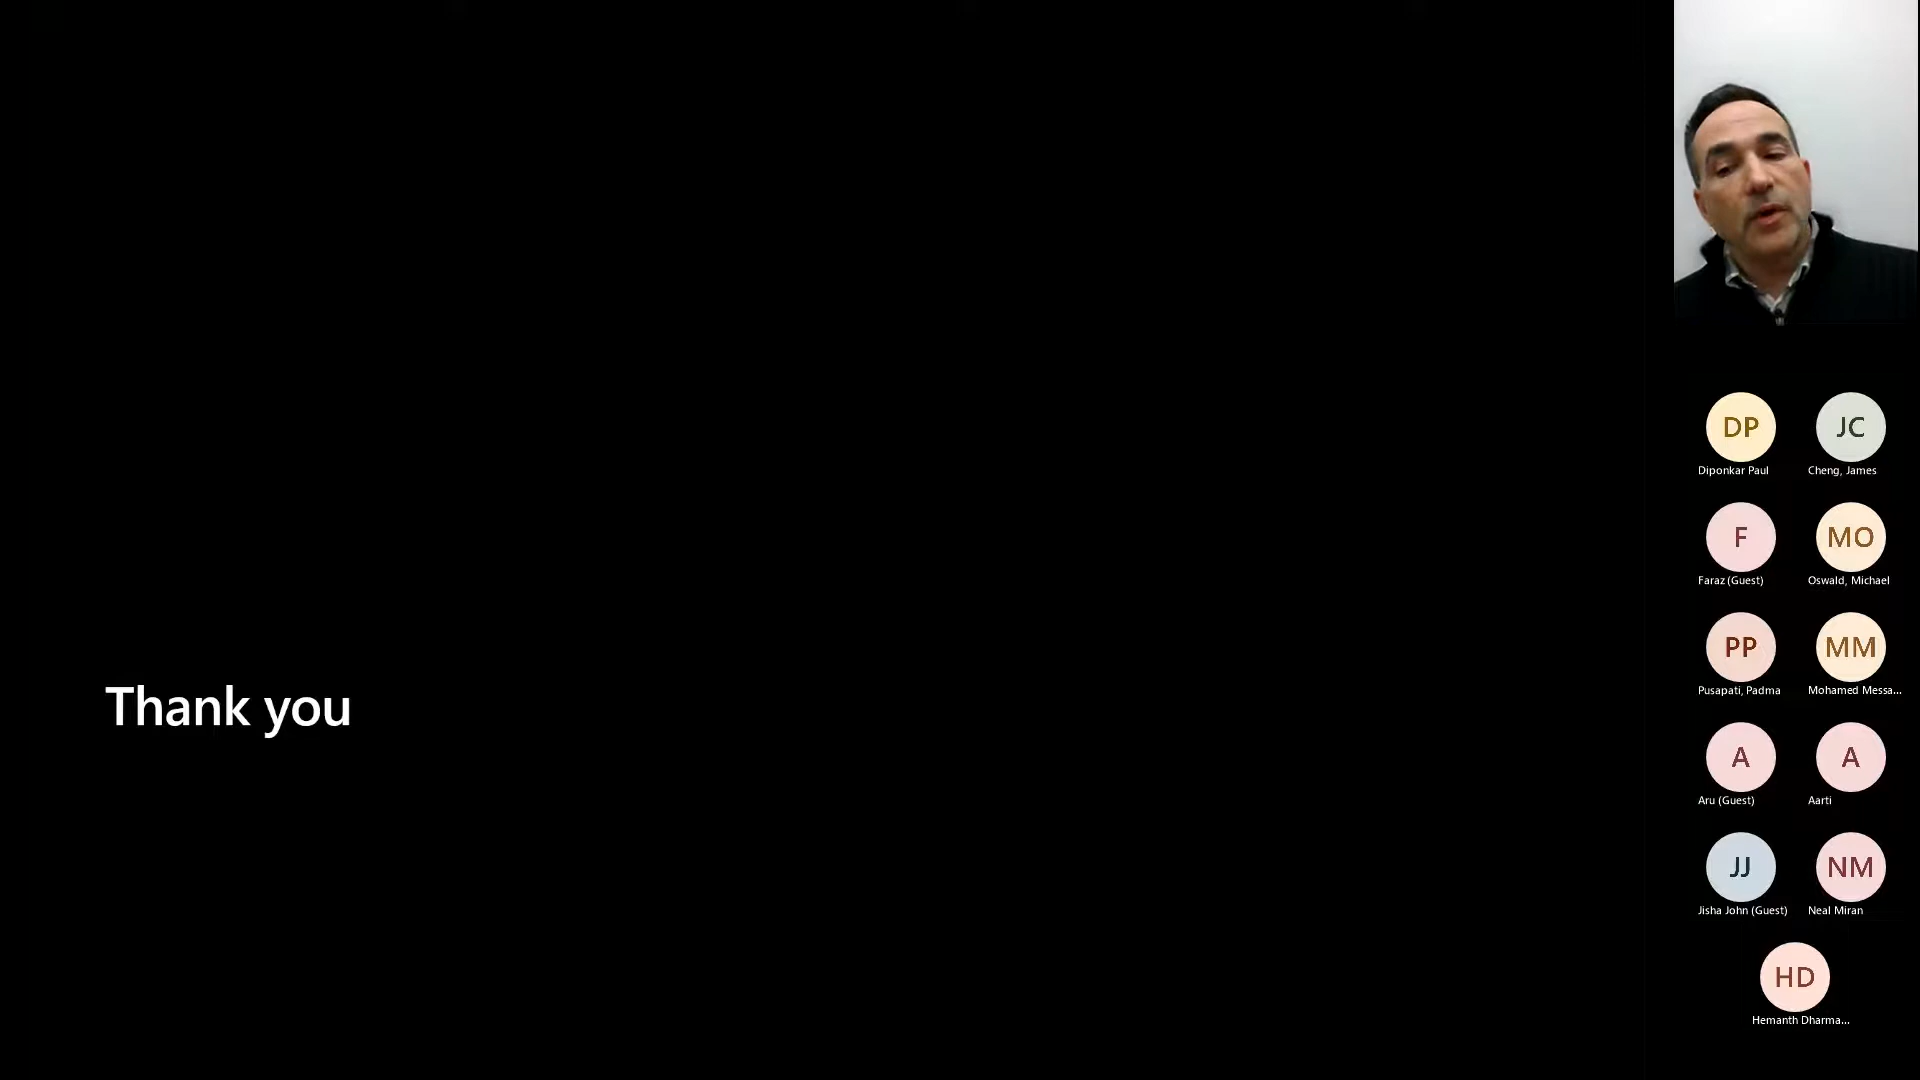 Thank you
DP
JC
Diponkar Paul
Cheng, James
F
MO
Faraz (Guest)
Oswald, Michael
PP
MM
Pusapati, Padma
Mohamed Messa...
A
A
Aru (Guest)
Aarti
JJ
NM
Jisha John (Guest)
Neal Miran
HD
Hemanth Dharma...